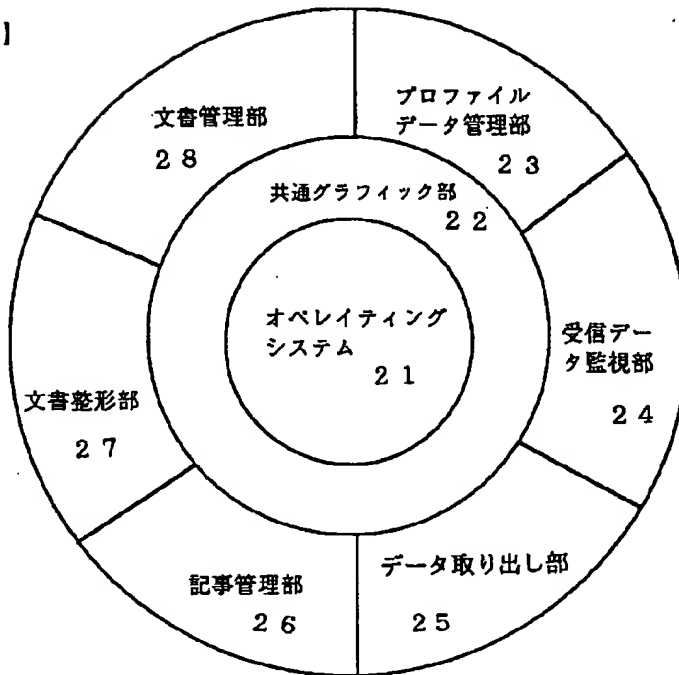 】
文書管理部
28
プロファイル
データ管理部
23
共通グラフィック部
22
オペレイティング
システム
21
受信デー
タ監視部
24
文書整形部
27
記事管理部
26
データ取り出し部
25